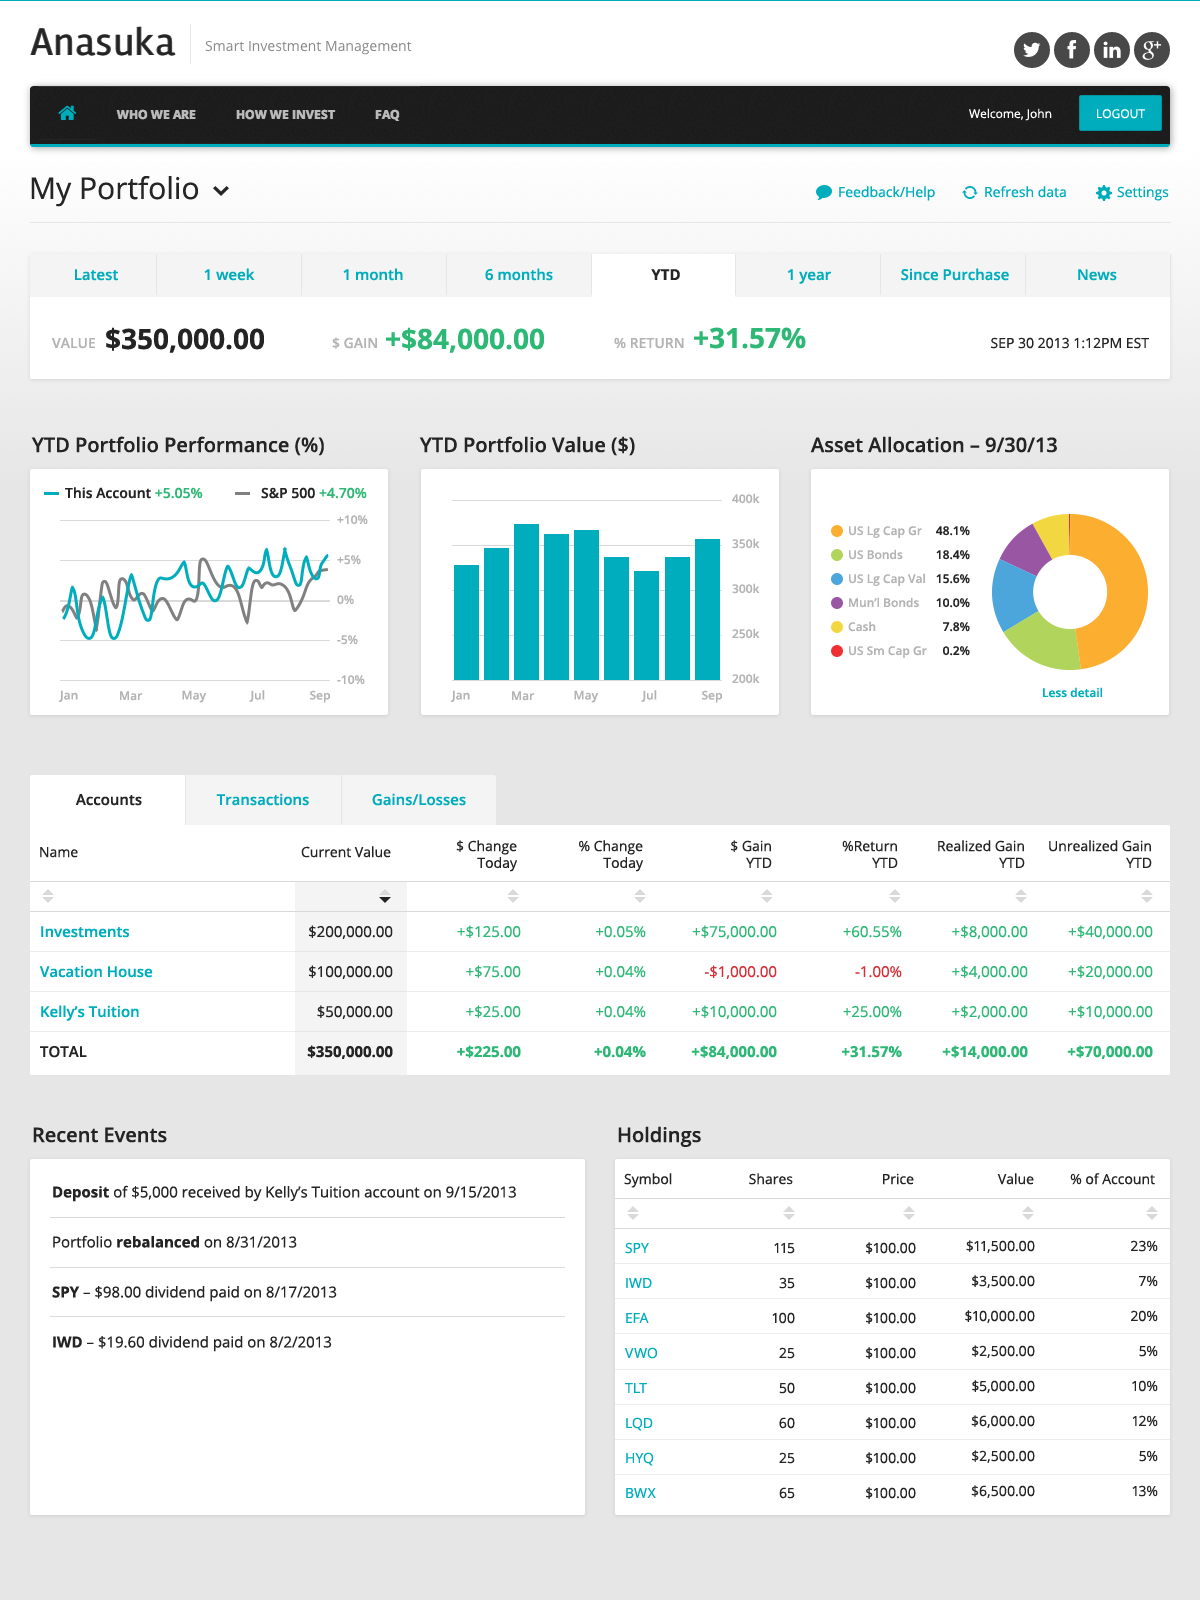 Anasuka
Smart Investment Management
WHO WE ARE
HOW WE INVEST
FAQ
Welcome, John
LOGOUT
My Portfolio
Feedback/Help
Refresh data
Settings
Latest
1 week
1 month
6 months
YTD
1 year
Since Purchase
News
VALUE $350,000.00
$ GAIN +$84,000.00
% RETURN +31.57%
SEP 30 2013 1:12PM EST
YTD Portfolio Performance (%)
This Account +5.05%
S&P 500 +4.70%
+10%
+5%
0%
-5%
-10%
Jan Mar May Jul Sep
YTD Portfolio Value ($)
400k
350k
300k
250k
200k
Jan Mar May Jul Sep
Asset Allocation – 9/30/13
US Lg Cap Gr 48.1%
US Bonds 18.4%
US Lg Cap Val 15.6%
Mun'l Bonds 10.0%
Cash 7.8%
US Sm Cap Gr 0.2%
Less detail
Accounts
Transactions
Gains/Losses
Name
Current Value
$ Change
Today
% Change
Today
$ Gain
YTD
%Return
YTD
Realized Gain
YTD
Unrealized Gain
YTD
Investments $200,000.00 +$125.00 +0.05% +$75,000.00 +60.55% +$8,000.00 +$40,000.00
Vacation House $100,000.00 +$75.00 +0.04% -$1,000.00 -1.00% +$4,000.00 +$20,000.00
Kelly's Tuition $50,000.00 +$25.00 +0.04% +$10,000.00 +25.00% +$2,000.00 +$10,000.00
TOTAL $350,000.00 +$225.00 +0.04% +$84,000.00 +31.57% +$14,000.00 +$70,000.00
Recent Events
Deposit of $5,000 received by Kelly's Tuition account on 9/15/2013
Portfolio rebalanced on 8/31/2013
SPY – $98.00 dividend paid on 8/17/2013
IWD – $19.60 dividend paid on 8/2/2013
Holdings
Symbol Shares Price Value % of Account
SPY 115 $100.00 $11,500.00 23%
IWD 35 $100.00 $3,500.00 7%
EFA 100 $100.00 $10,000.00 20%
VWO 25 $100.00 $2,500.00 5%
TLT 50 $100.00 $5,000.00 10%
LQD 60 $100.00 $6,000.00 12%
HYQ 25 $100.00 $2,500.00 5%
BWX 65 $100.00 $6,500.00 13%